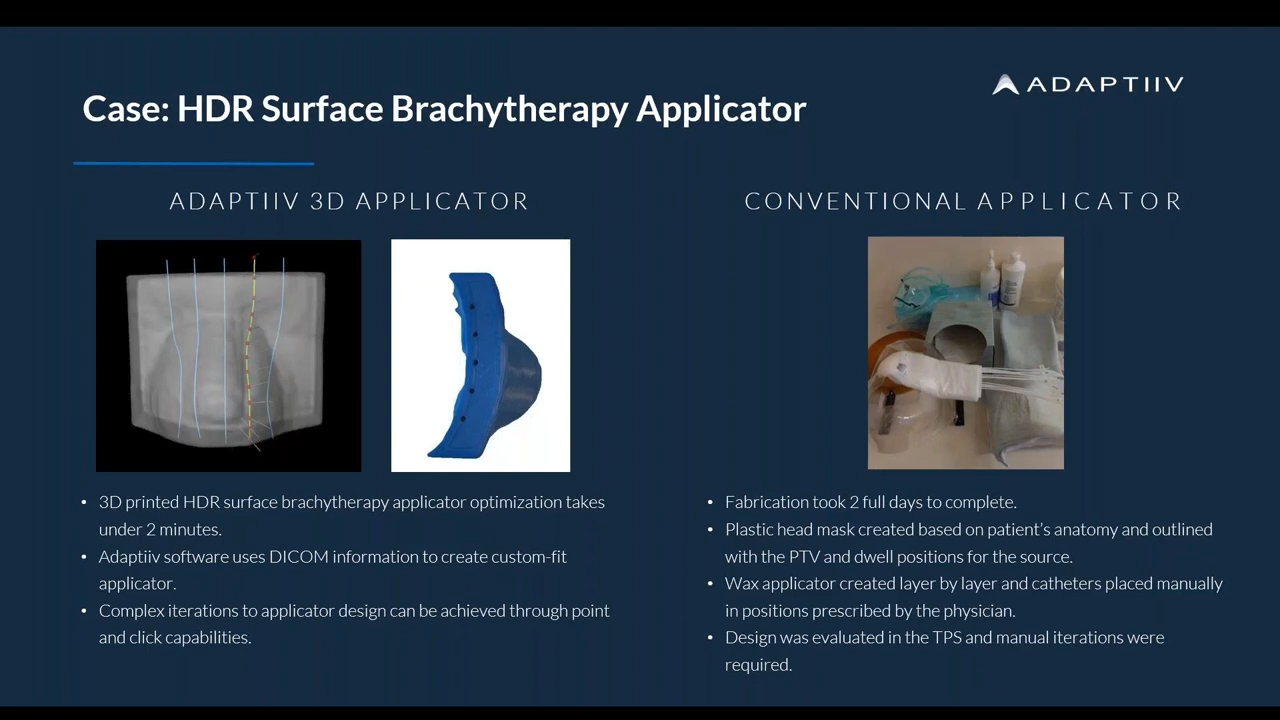 ADAPTIIV
Case: HDR Surface Brachytherapy Applicator
ADAPTIIV 3D APPLICATOR
3D printed HDR surface brachytherapy applicator optimization takes
under 2 minutes.
Adaptiiv software uses DICOM information to create custom-fit
applicator.
Complex iterations to applicator design can be achieved through point
and click capabilities.
CONVENTIONAL APPLICATOR
Fabrication took 2 full days to complete.
Plastic head mask created based on patient’s anatomy and outlined
with the PTV and dwell positions for the source.
Wax applicator created layer by layer and catheters placed manually
in positions prescribed by the physician.
Design was evaluated in the TPS and manual iterations were
required.